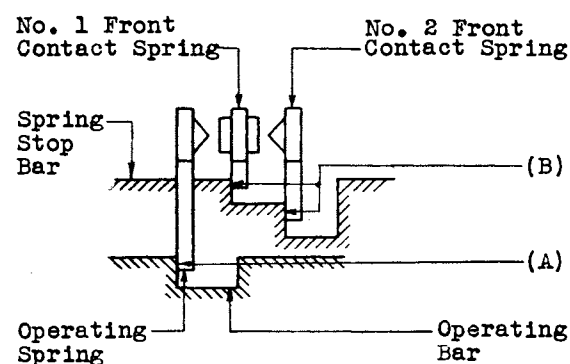 No. 1 Front
Contact Spring
No. 2 Front
Contact Spring
Spring
Stop
Bar
(B)
(A)
Operating
Spring
Operating
Bar